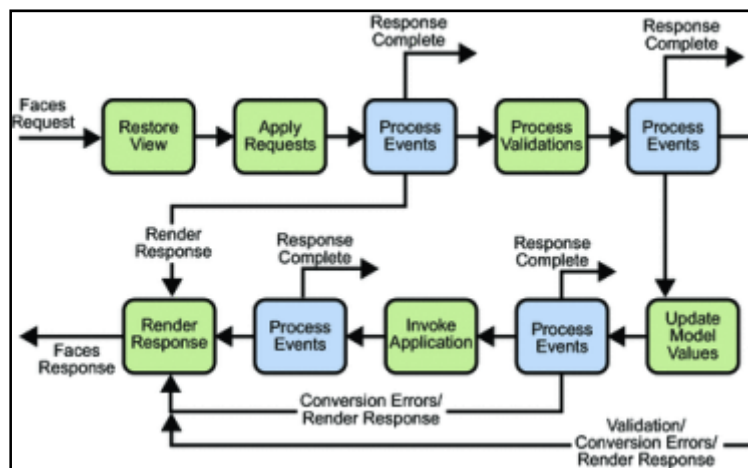 Response
Complete
Response
Complete
Faces
Request
Restore
View
Apply
Requests
Process
Events
Process
Validations
Process
Events
Render
Response
Response
Complete
Response
Complete
Render
Response
Process
Events
Invoke
Application
Process
Events
Update
Model
Values
Faces
Response
Conversion Errors/
Render Response
Validation/
Conversion Errors/
Render Response